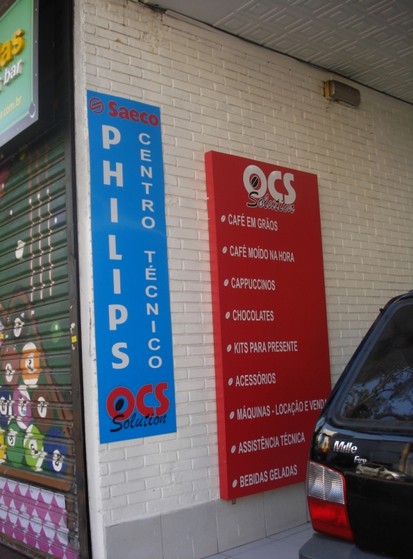 bar
Saeco
PHILIPS
CENTRO TÉCNICO
OCS
Solution
OCS
Solution
CAFÉ EM GRÃOS
CAFÉ MOÍDO NA HORA
CAPPUCCINOS
CHOCOLATES
KITS PARA PRESENTE
ACESSÓRIOS
MÁQUINAS - LOCAÇÃO E VENDA
ASSISTÊNCIA TÉCNICA
BEBIDAS GELADAS
Mille
Fire